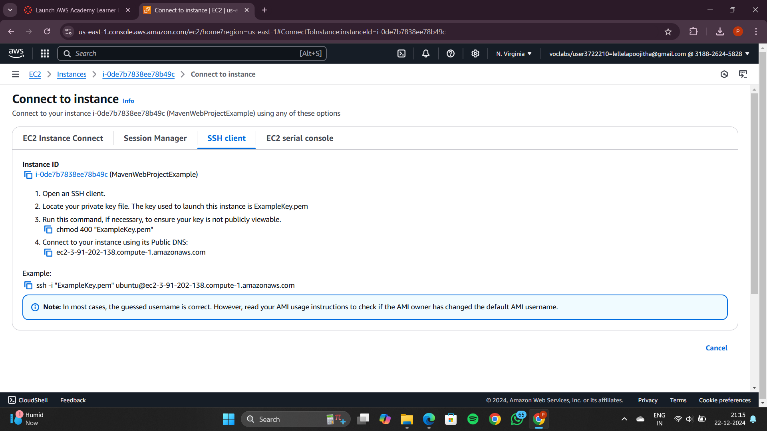 Launch AWS Academy Learner
Connect to instance | EC2 | us-e
us-east-1.console.aws.amazon.com/ec2/home?region=us-east-1#ConnectToInstance:instanceId=i-0de7b7838ee78b49c
aws
Search
[Alt+S]
N. Virginia
voclabs/user3722210=lellelapoojitha@gmail.com @ 3188-2624-5828
EC2 > Instances > i-0de7b7838ee78b49c > Connect to instance
Connect to instance Info
Connect to your instance i-0de7b7838ee78b49c (MavenWebProjectExample) using any of these options
EC2 Instance Connect
Session Manager
SSH client
EC2 serial console
Instance ID
i-0de7b7838ee78b49c (MavenWebProjectExample)
1. Open an SSH client.
2. Locate your private key file. The key used to launch this instance is ExampleKey.pem
3. Run this command, if necessary, to ensure your key is not publicly viewable.
chmod 400 "ExampleKey.pem"
4. Connect to your instance using its Public DNS:
ec2-3-91-202-138.compute-1.amazonaws.com
Example:
ssh -i "ExampleKey.pem" ubuntu@ec2-3-91-202-138.compute-1.amazonaws.com
Note: In most cases, the guessed username is correct. However, read your AMI usage instructions to check if the AMI owner has changed the default AMI username.
Cancel
CloudShell
Feedback
© 2024, Amazon Web Services, Inc. or its affiliates.
Privacy
Terms
Cookie preferences
Humid
Now
Search
ENG
IN
21:15
22-12-2024